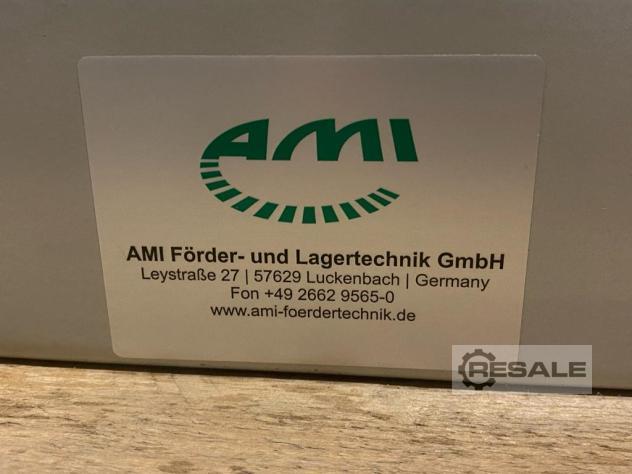 AMI
AMI Förder- und Lagertechnik GmbH
Leystraße 27 | 57629 Luckenbach | Germany
Fon +49 2662 9565-0
www.ami-foerdertechnik.de
RESALE